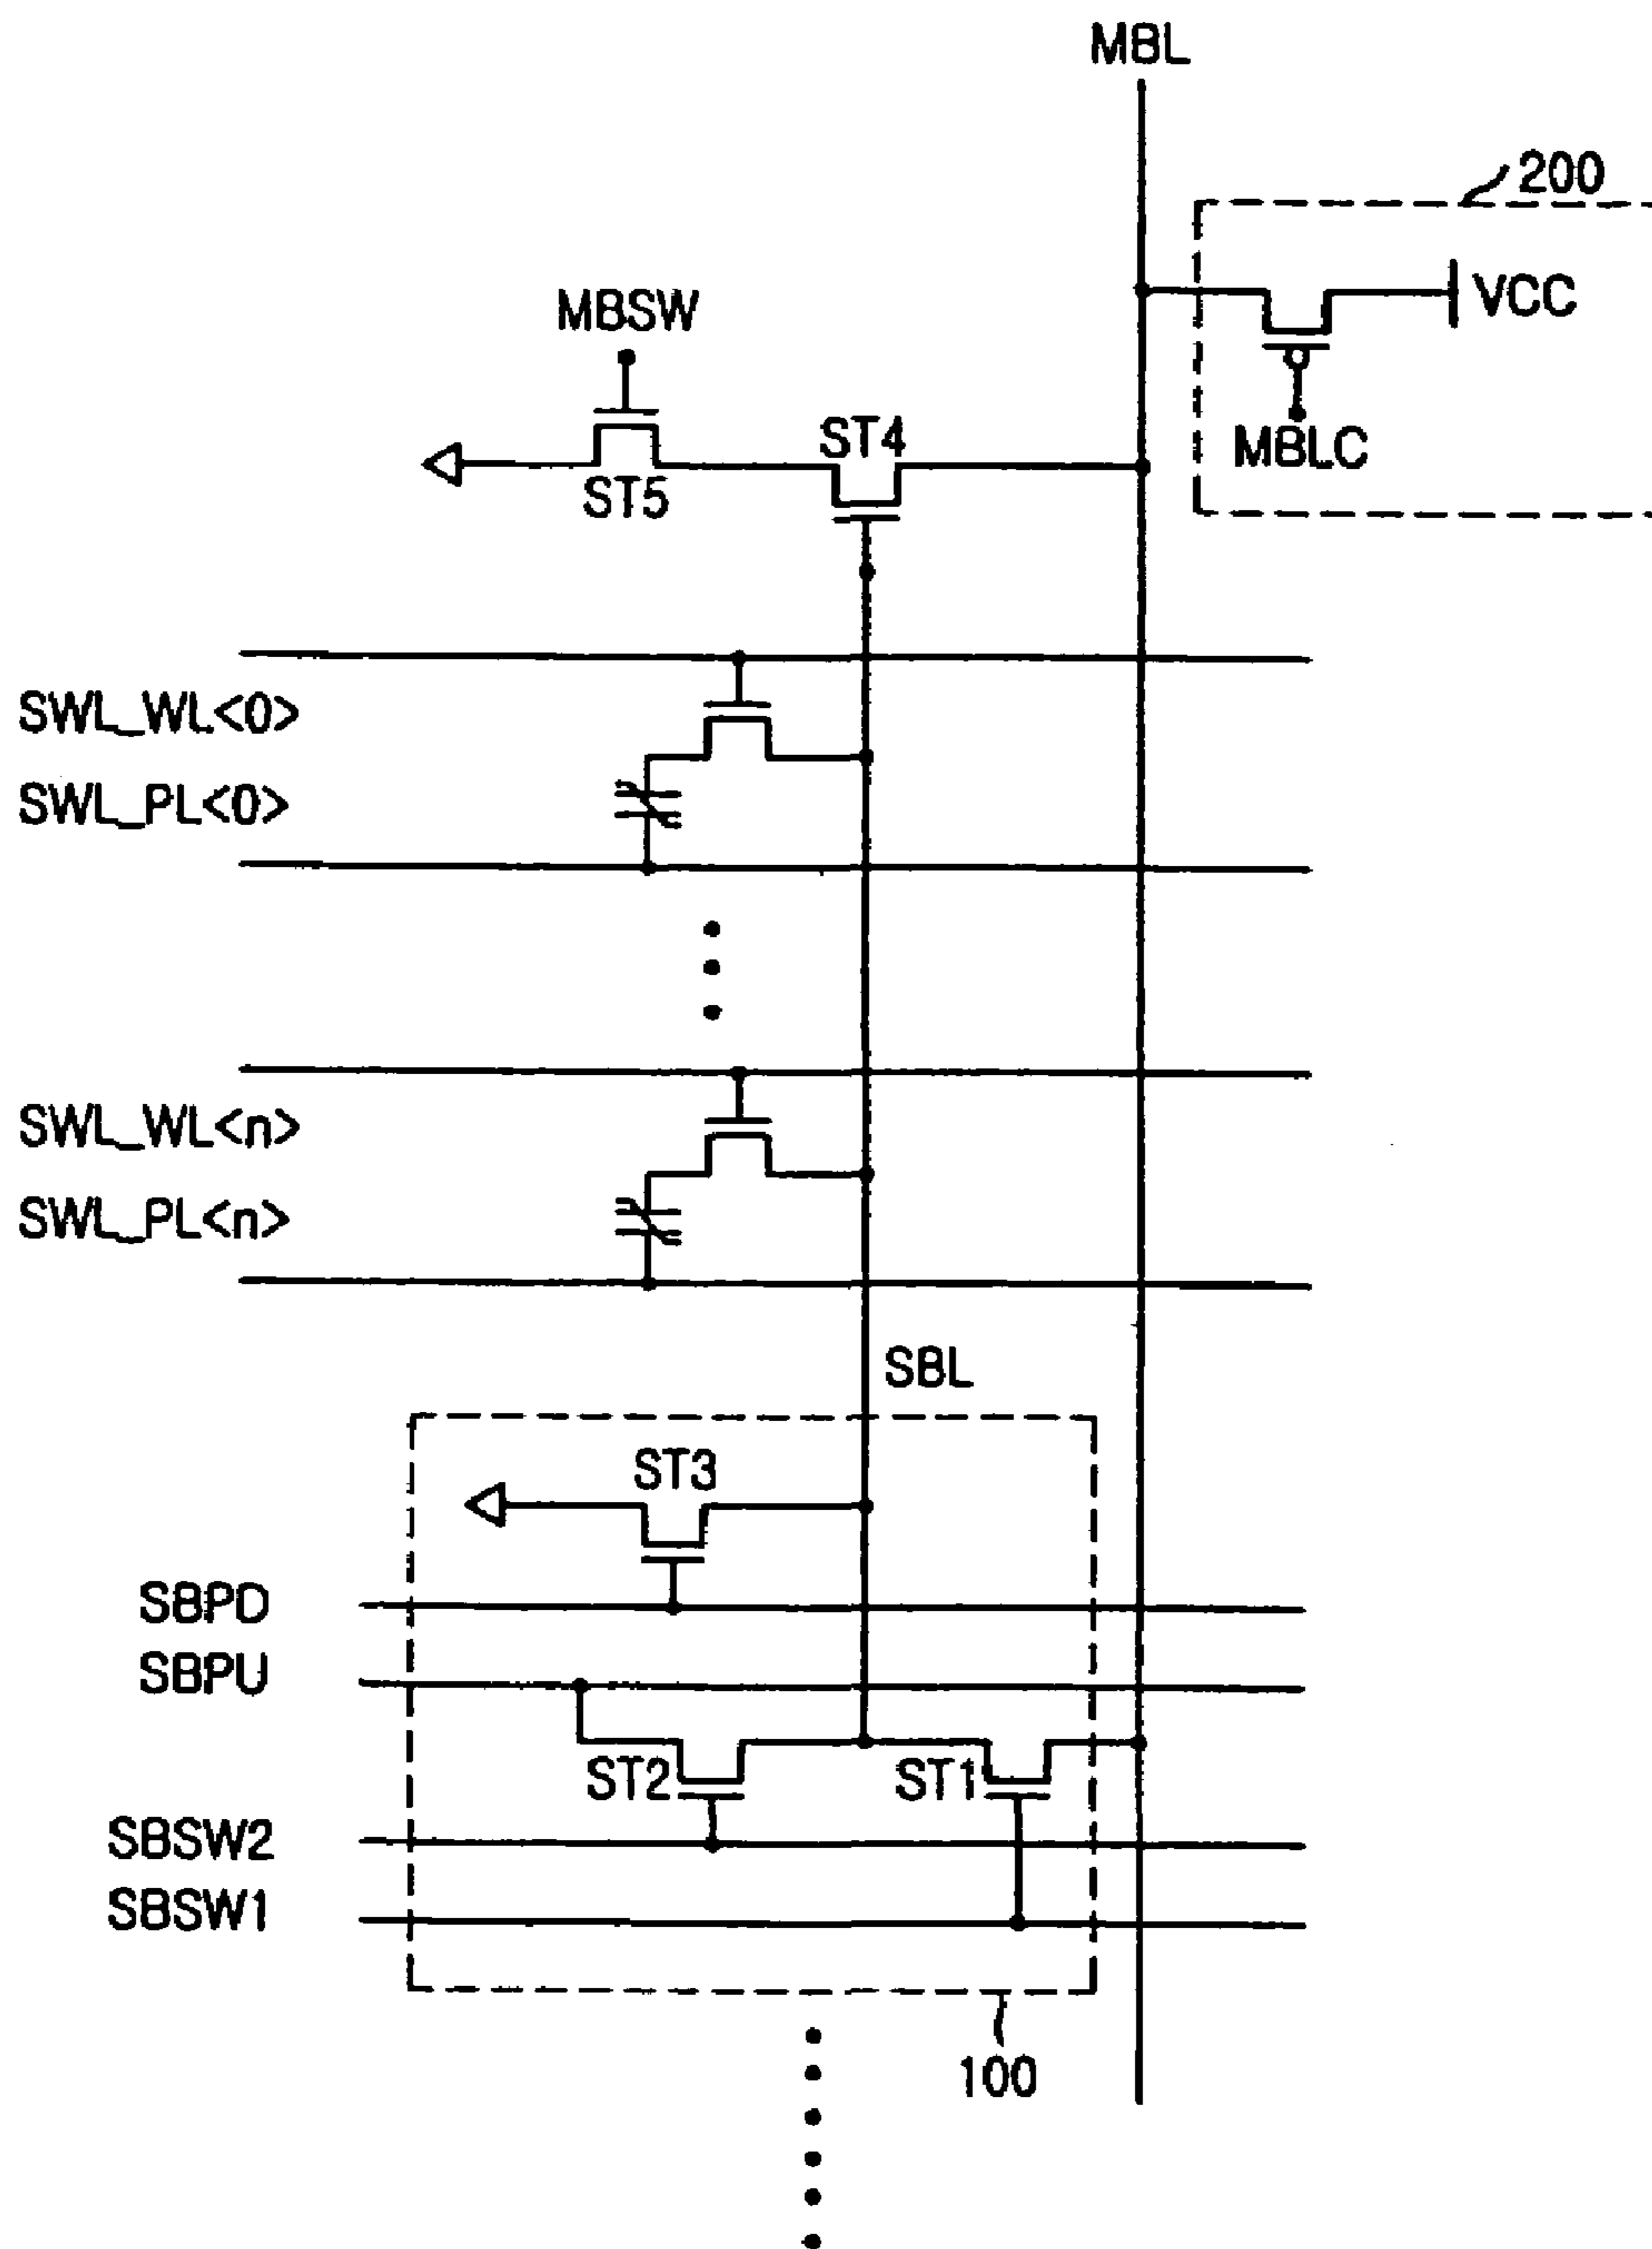 MBL
200
VCC
MBSW
MBLC
ST4
ST5
SWL_WL<0>
SWL_PL<0>
SWL_WL<n>
SWL_PL<n>
SBL
ST3
SBPD
SBPU
ST2
ST1
SBSW2
SBSW1
100